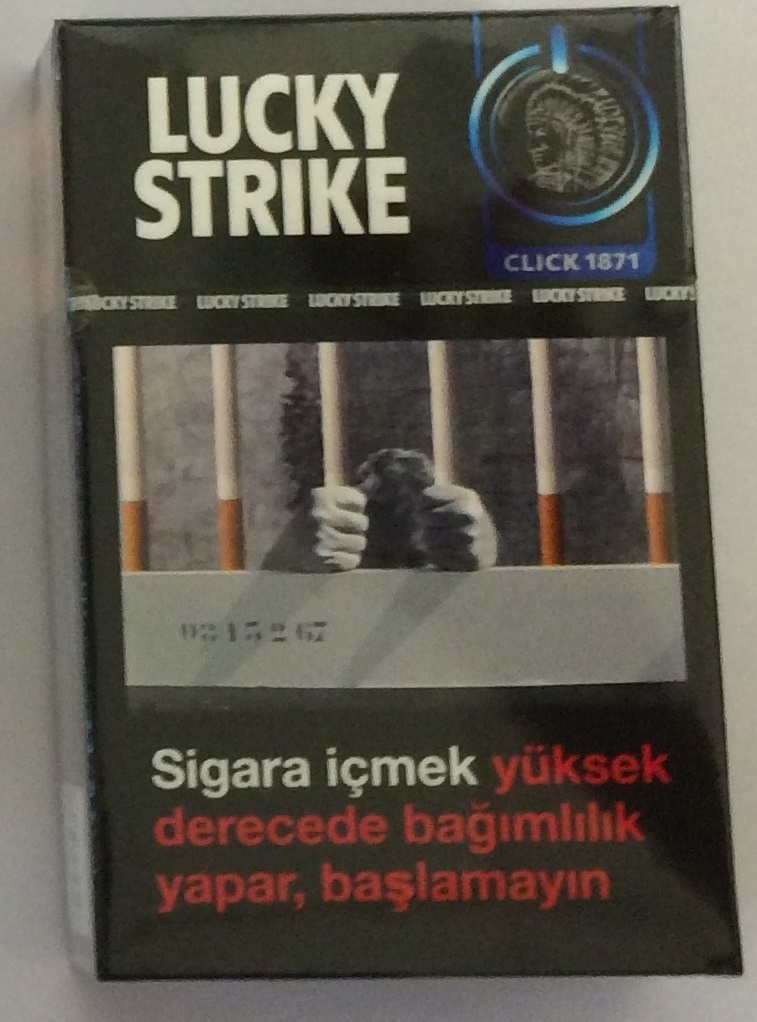 LUCKY
STRIKE
CLICK 1871
LUCKY STRIKE LUCKY STRIKE LUCKY STRIKE LUCKY STRIKE LUCKY STRIKE
Sigara içmek yüksek
derecede bağımlılık
yapar, başlamayın